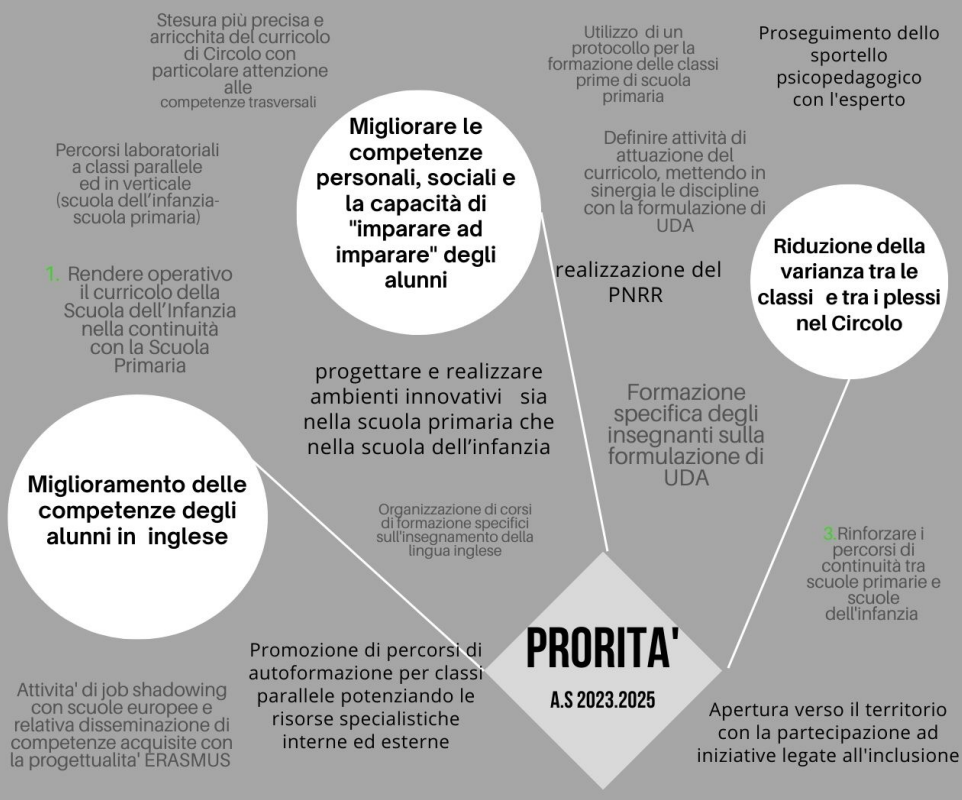 Stesura più precisa e
arricchita del curricolo
di Circolo con
particolare attenzione
alle
competenze trasversali
Utilizzo di un
protocollo per la
formazione delle classi
prime di scuola
primaria
Proseguimento dello
sportello
psicopedagogico
con l'esperto
Migliorare le
competenze
personali, sociali e
la capacità di
"imparare ad
imparare" degli
alunni
Percorsi laboratoriali
a classi parallele
ed in verticale
(scuola dell'infanzia-
scuola primaria)
Definire attività di
attuazione del
curricolo, mettendo in
sinergia le discipline
con la formulazione di
UDA
Riduzione della
varianza tra le
classi e tra i plessi
nel Circolo
1. Rendere operativo
il curricolo della
Scuola dell'Infanzia
nella continuità
con la Scuola
Primaria
realizzazione del
PNRR
progettare e realizzare
ambienti innovativi sia
nella scuola primaria che
nella scuola dell'infanzia
Formazione
specifica degli
insegnanti sulla
formulazione di
UDA
Miglioramento delle
competenze degli
alunni in inglese
Organizzazione di corsi
di formazione specifici
sull'insegnamento della
lingua inglese
3.Rinforzare i
percorsi di
continuità tra
scuole primarie e
scuole
dell'infanzia
PRORITA'
A.S 2023.2025
Promozione di percorsi di
autoformazione per classi
parallele potenziando le
risorse specialistiche
interne ed esterne
Attivita' di job shadowing
con scuole europee e
relativa disseminazione di
competenze acquisite con
la progettualita' ERASMUS
Apertura verso il territorio
con la partecipazione ad
iniziative legate all'inclusione